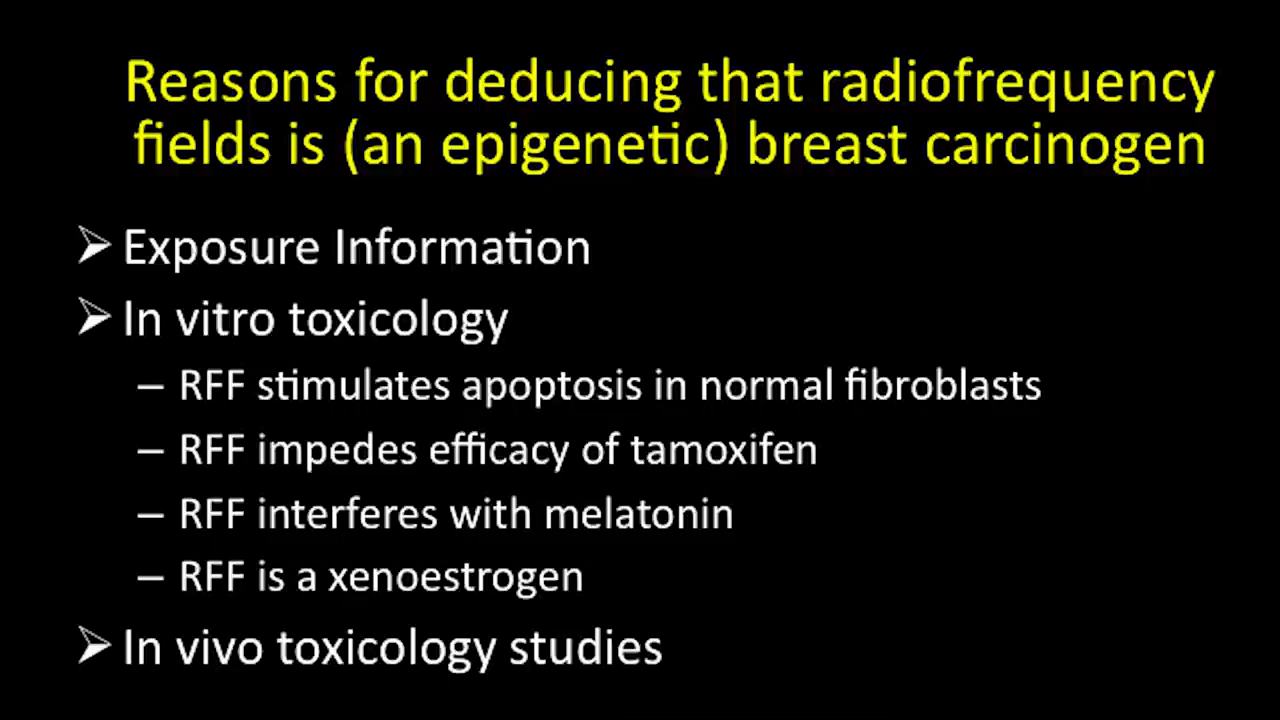 Reasons for deducing that radiofrequency
fields is (an epigenetic) breast carcinogen
➢ Exposure Information
➢ In vitro toxicology
– RFF stimulates apoptosis in normal fibroblasts
– RFF impedes efficacy of tamoxifen
– RFF interferes with melatonin
– RFF is a xenoestrogen
➢ In vivo toxicology studies